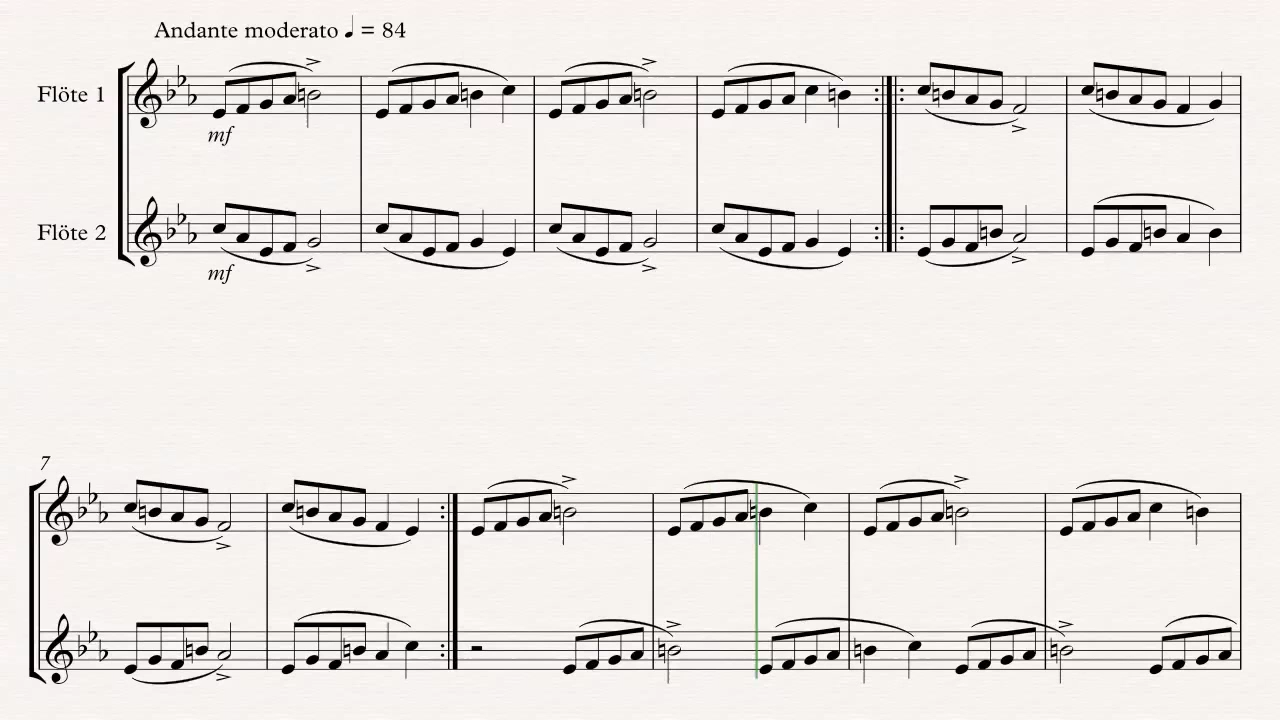 Andante moderato ♩ = 84
Flöte 1
mf
Flöte 2
mf
7